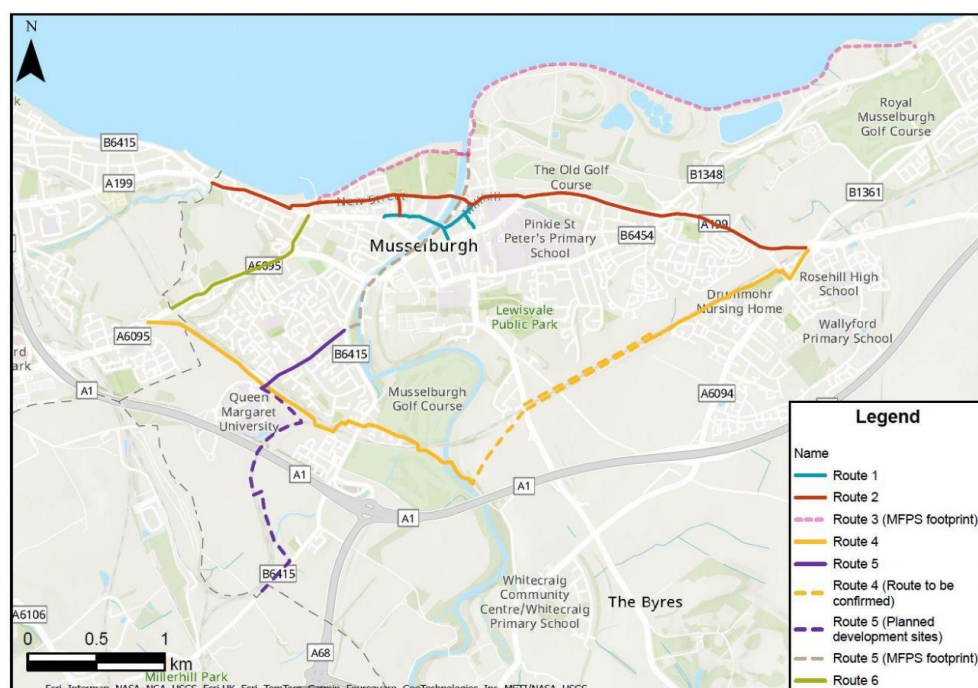 N
B6415
A199
New Street
Millhill
The Old Golf
Course
Royal
Musselburgh
Golf Course
B1348
B1361
Musselburgh
Pinkie St
Peter's Primary
School
B6454
A199
A6095
Drummohr
Nursing Home
Rosehill High
School
Lewisvale
Public Park
Wallyford
Primary School
A6095
ord
ark
A1
B6415
Queen
Margaret
University
Musselburgh
Golf Course
A6094
A1
A1
A1
B6415
Whitecraig
Community
Centre/Whitecraig
Primary School
The Byres
A6106
A68
0 0.5 1
km
Millerhill Park
Legend
Name
Route 1
Route 2
Route 3 (MFPS footprint)
Route 4
Route 5
Route 4 (Route to be
confirmed)
Route 5 (Planned
development sites)
Route 5 (MFPS footprint)
Route 6